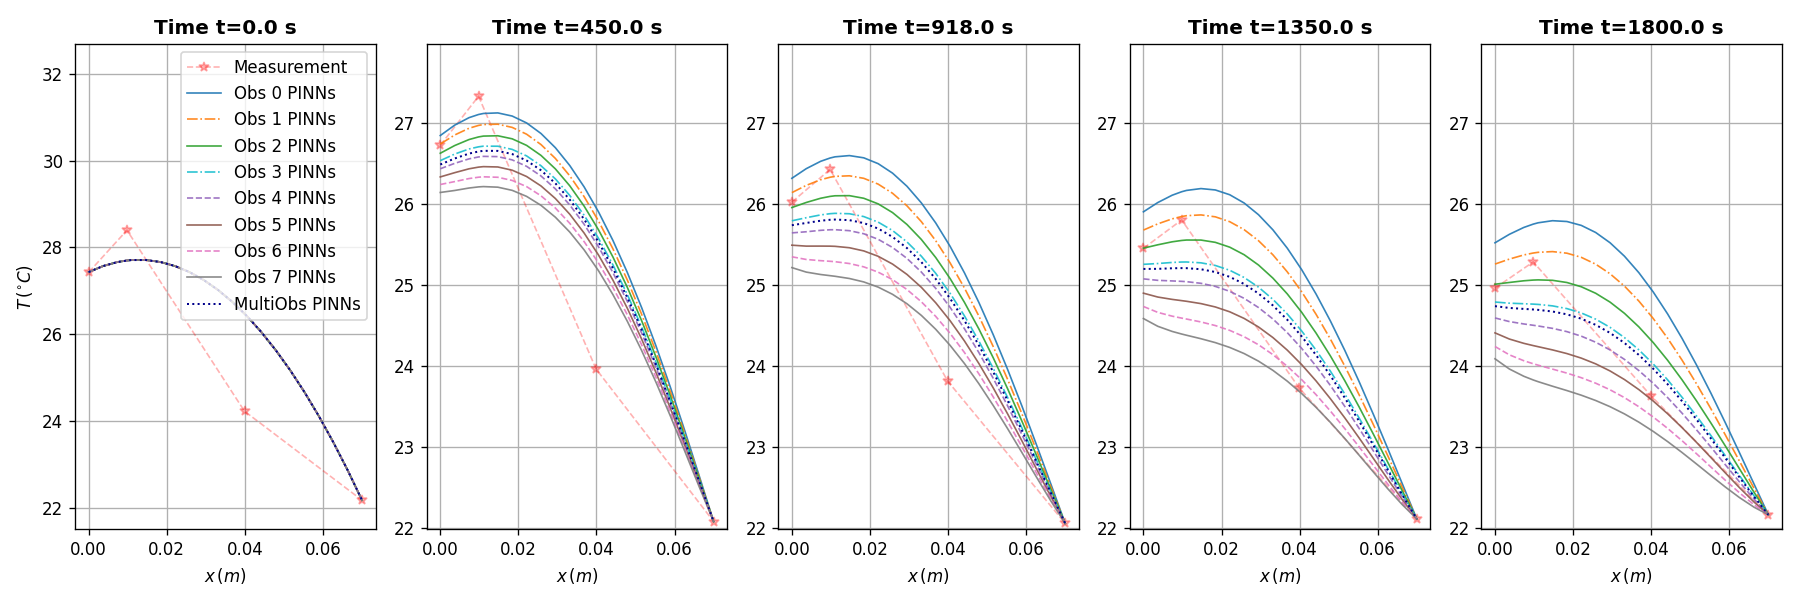 Time t=0.0 s
Time t=450.0 s
Time t=918.0 s
Time t=1350.0 s
Time t=1800.0 s
Measurement
Obs 0 PINNs
Obs 1 PINNs
Obs 2 PINNs
Obs 3 PINNs
Obs 4 PINNs
Obs 5 PINNs
Obs 6 PINNs
Obs 7 PINNs
MultiObs PINNs
T (°C)
32
30
28
26
24
22
0.00 0.02 0.04 0.06
x (m)
27
26
25
24
23
22
0.00 0.02 0.04 0.06
x (m)
27
26
25
24
23
22
0.00 0.02 0.04 0.06
x (m)
27
26
25
24
23
22
0.00 0.02 0.04 0.06
x (m)
27
26
25
24
23
22
0.00 0.02 0.04 0.06
x (m)